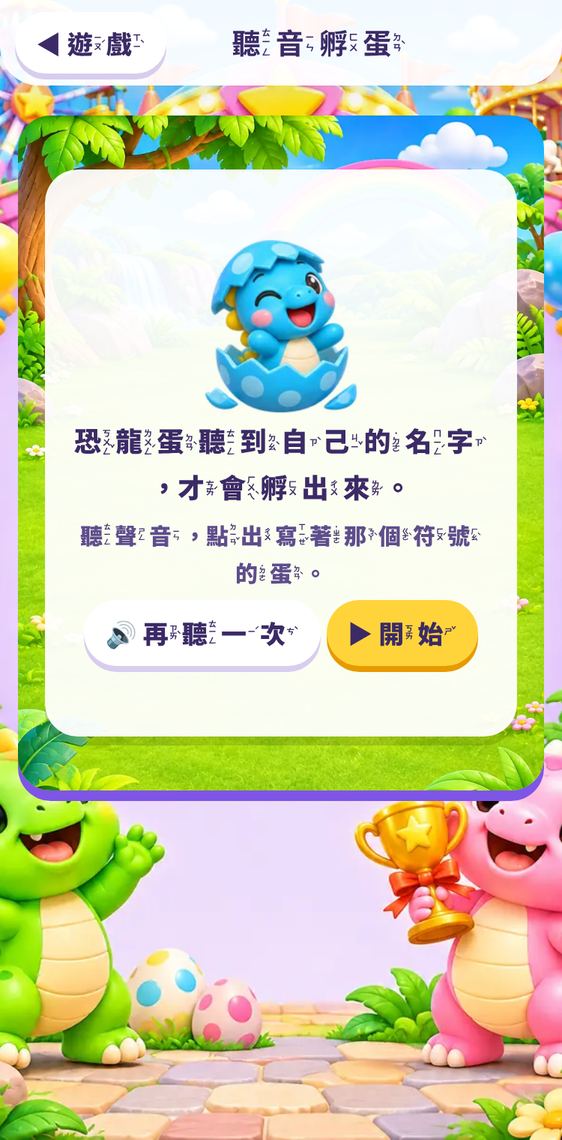 ◀ 遊戲
聽音孵蛋
恐龍蛋聽到自己的名字
，才會孵出來。
聽聲音，點出寫著那個符號
的蛋。
再聽一次
▶ 開始